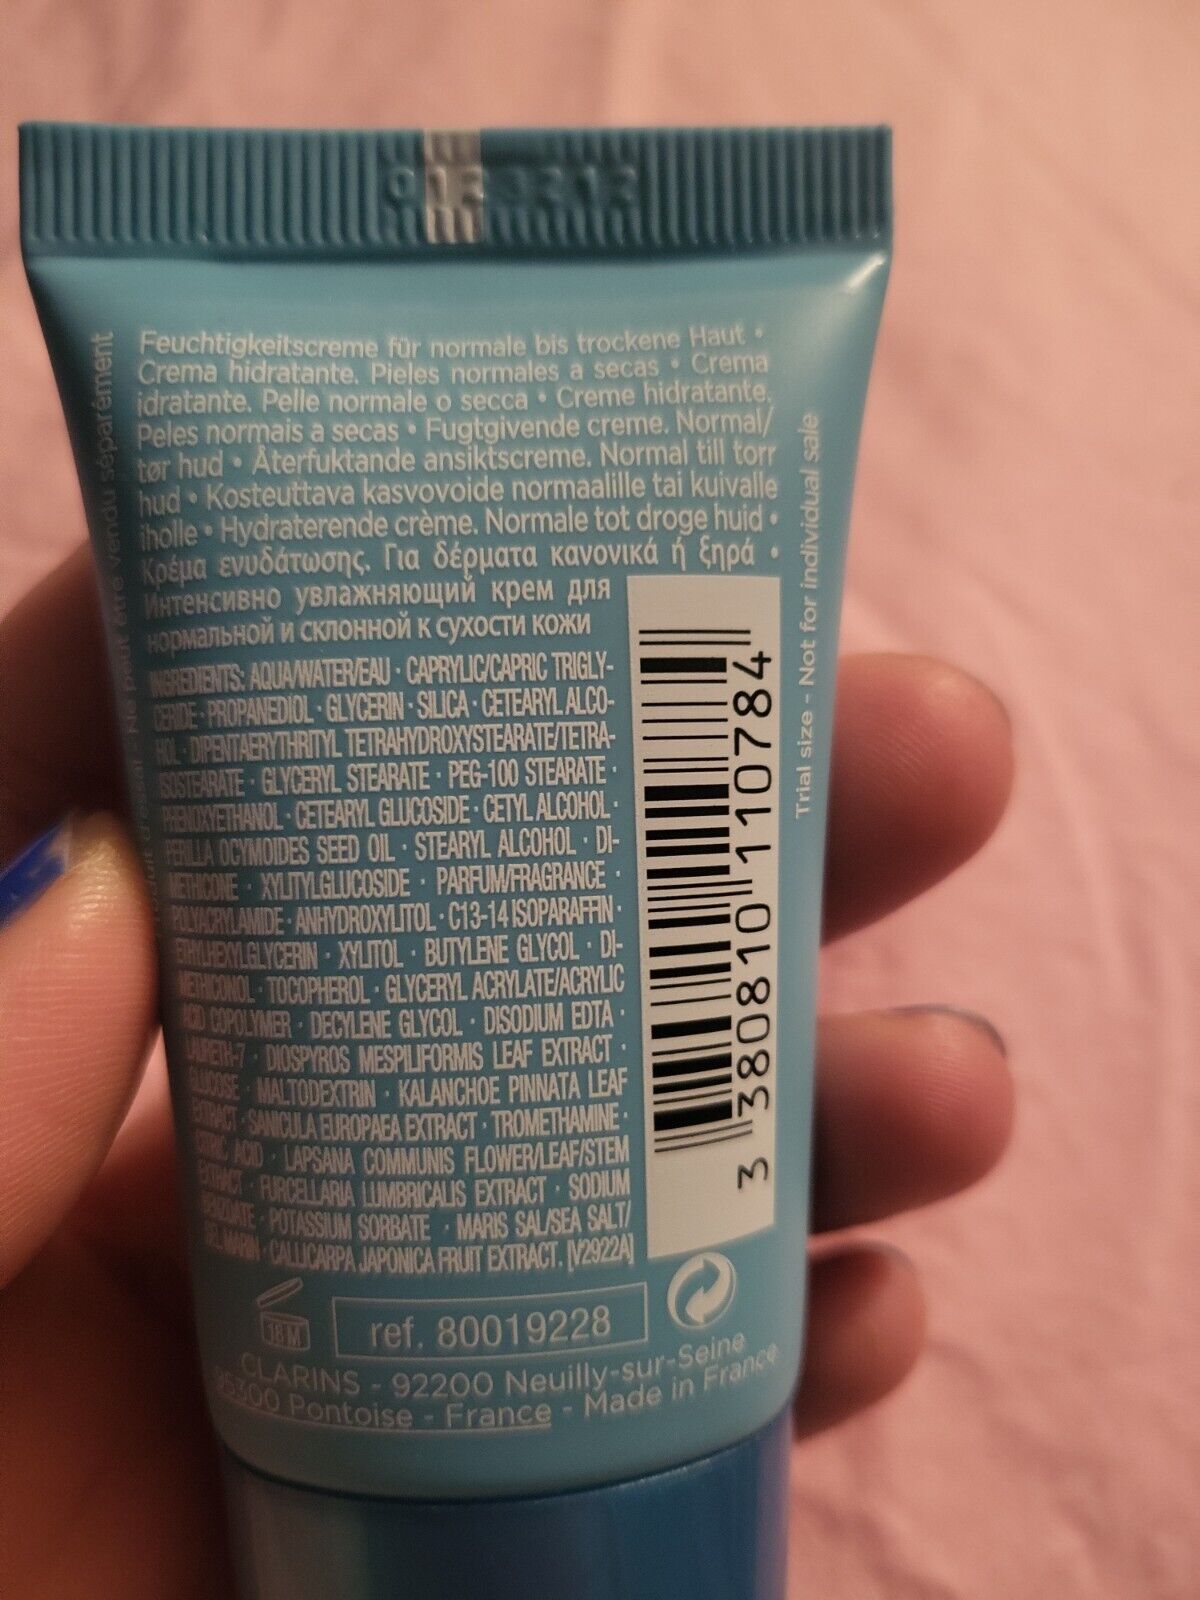 Feuchtigkeitscreme für normale bis trockene Haut •
Crema hidratante. Pieles normales a secas • Crema
idratante. Pelle normale o secca • Creme hidratante.
Peles normais a secas • Fugtgivende creme. Normal/
tør hud • Återfuktande ansiktscreme. Normal till torr
hud • Kosteuttava kasvovoide normaalille tai kuivalle
iholle • Hydraterende crème. Normale tot droge huid •
Κρέμα ενυδάτωσης. Για δέρματα κανονικά ή ξηρά •
Интенсивно увлажняющий крем для
нормальной и склонной к сухости кожи
INGREDIENTS: AQUA/WATER/EAU · CAPRYLIC/CAPRIC TRIGLY-
CERIDE · PROPANEDIOL · GLYCERIN · SILICA · CETEARYL ALCO-
HOL · DIPENTAERYTHRITYL TETRAHYDROXYSTEARATE/TETRA-
ISOSTEARATE · GLYCERYL STEARATE · PEG-100 STEARATE ·
PHENOXYETHANOL · CETEARYL GLUCOSIDE · CETYL ALCOHOL ·
PERILLA OCYMOIDES SEED OIL · STEARYL ALCOHOL · DI-
METHICONE · XYLITYLGLUCOSIDE · PARFUM/FRAGRANCE ·
POLYACRYLAMIDE · ANHYDROXYLITOL · C13-14 ISOPARAFFIN ·
ETHYLHEXYLGLYCERIN · XYLITOL · BUTYLENE GLYCOL · DI-
METHICONOL · TOCOPHEROL · GLYCERYL ACRYLATE/ACRYLIC
ACID COPOLYMER · DECYLENE GLYCOL · DISODIUM EDTA ·
LAURETH-7 · DIOSPYROS MESPILIFORMIS LEAF EXTRACT ·
GLUCOSE · MALTODEXTRIN · KALANCHOE PINNATA LEAF
EXTRACT · SANICULA EUROPAEA EXTRACT · TROMETHAMINE ·
CITRIC ACID · LAPSANA COMMUNIS FLOWER/LEAF/STEM
EXTRACT · FURCELLARIA LUMBRICALIS EXTRACT · SODIUM
BENZOATE · POTASSIUM SORBATE · MARIS SAL/SEA SALT/
SEL MARIN · CALLICARPA JAPONICA FRUIT EXTRACT. [V2922A]
3 380810 110784
Trial size - Not for individual sale
d'essai - Ne peut être vendu séparément
18 M
ref. 80019228
CLARINS - 92200 Neuilly-sur-Seine
95300 Pontoise - France - Made in France